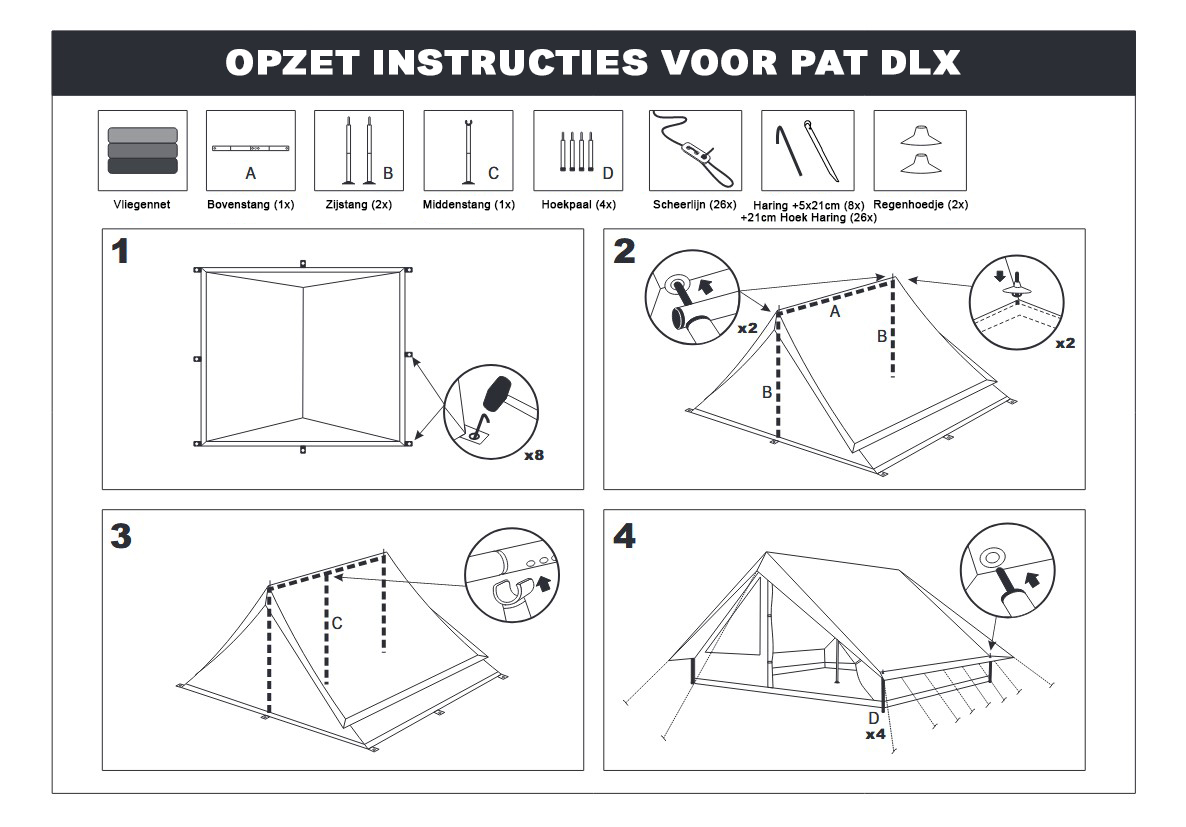 OPZET INSTRUCTIES VOOR PAT DLX
A
B
C
D
Vliegennet
Bovenstang (1x)
Zijstang (2x)
Middenstang (1x)
Hoekpaal (4x)
Scheerlijn (26x)
Haring +5x21cm (8x)
+21cm Hoek Haring (26x)
Regenhoedje (2x)
1
x8
2
x2
A
B
B
x2
3
C
4
D
x4